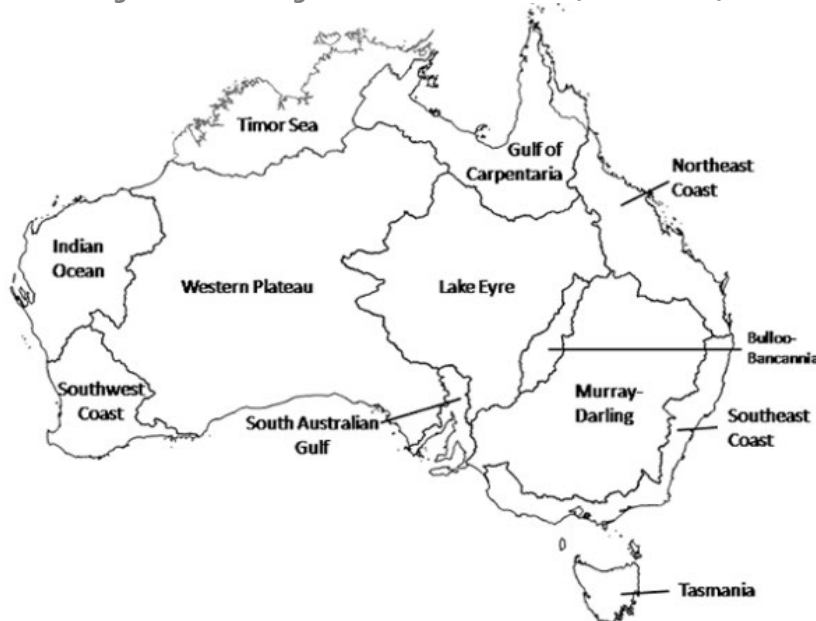 Timor Sea
Gulf of
Carpentaria
Northeast
Coast
Indian
Ocean
Western Plateau
Lake Eyre
Bulloo-
Bancannia
Southwest
Coast
Murray-
Darling
South Australian
Gulf
Southeast
Coast
Tasmania